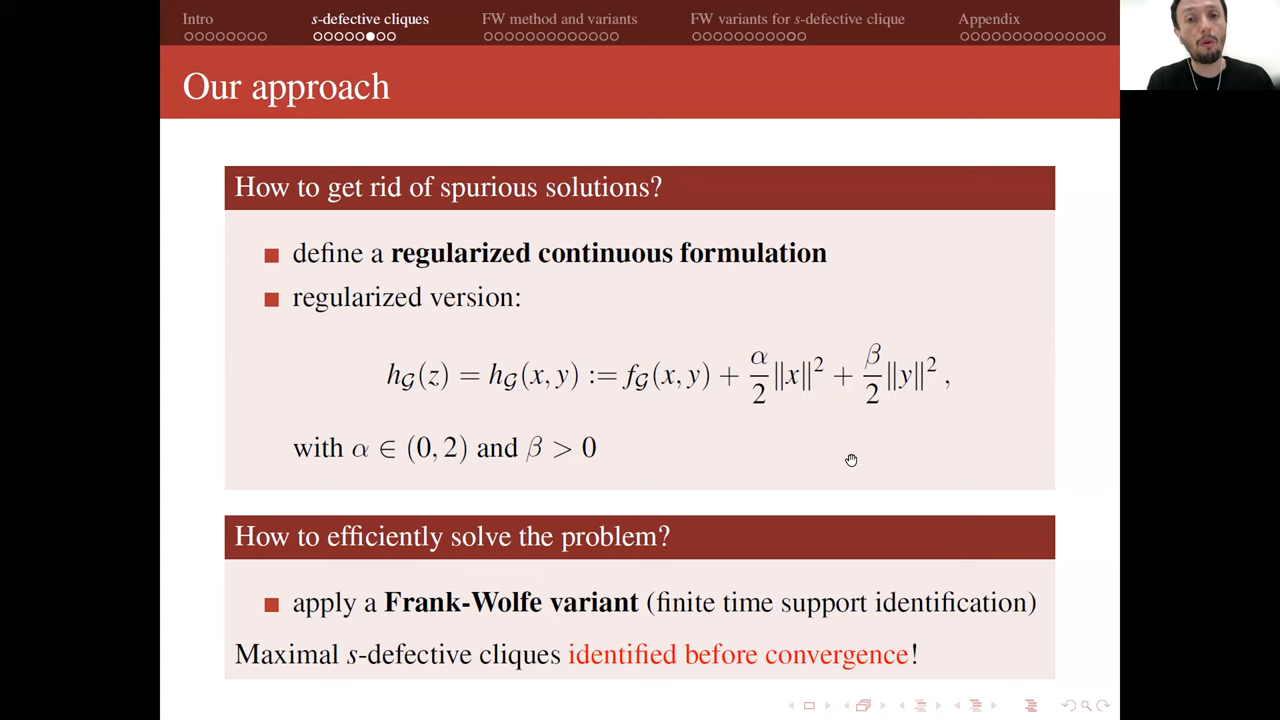 Intro s-defective cliques FW method and variants FW variants for s-defective clique Appendix
Our approach
How to get rid of spurious solutions?
define a regularized continuous formulation
regularized version:
h_𝒢(z) = h_𝒢(x, y) := f_𝒢(x, y) + α/2 ‖x‖² + β/2 ‖y‖² ,
with α ∈ (0, 2) and β > 0
How to efficiently solve the problem?
apply a Frank-Wolfe variant (finite time support identification)
Maximal s-defective cliques identified before convergence!